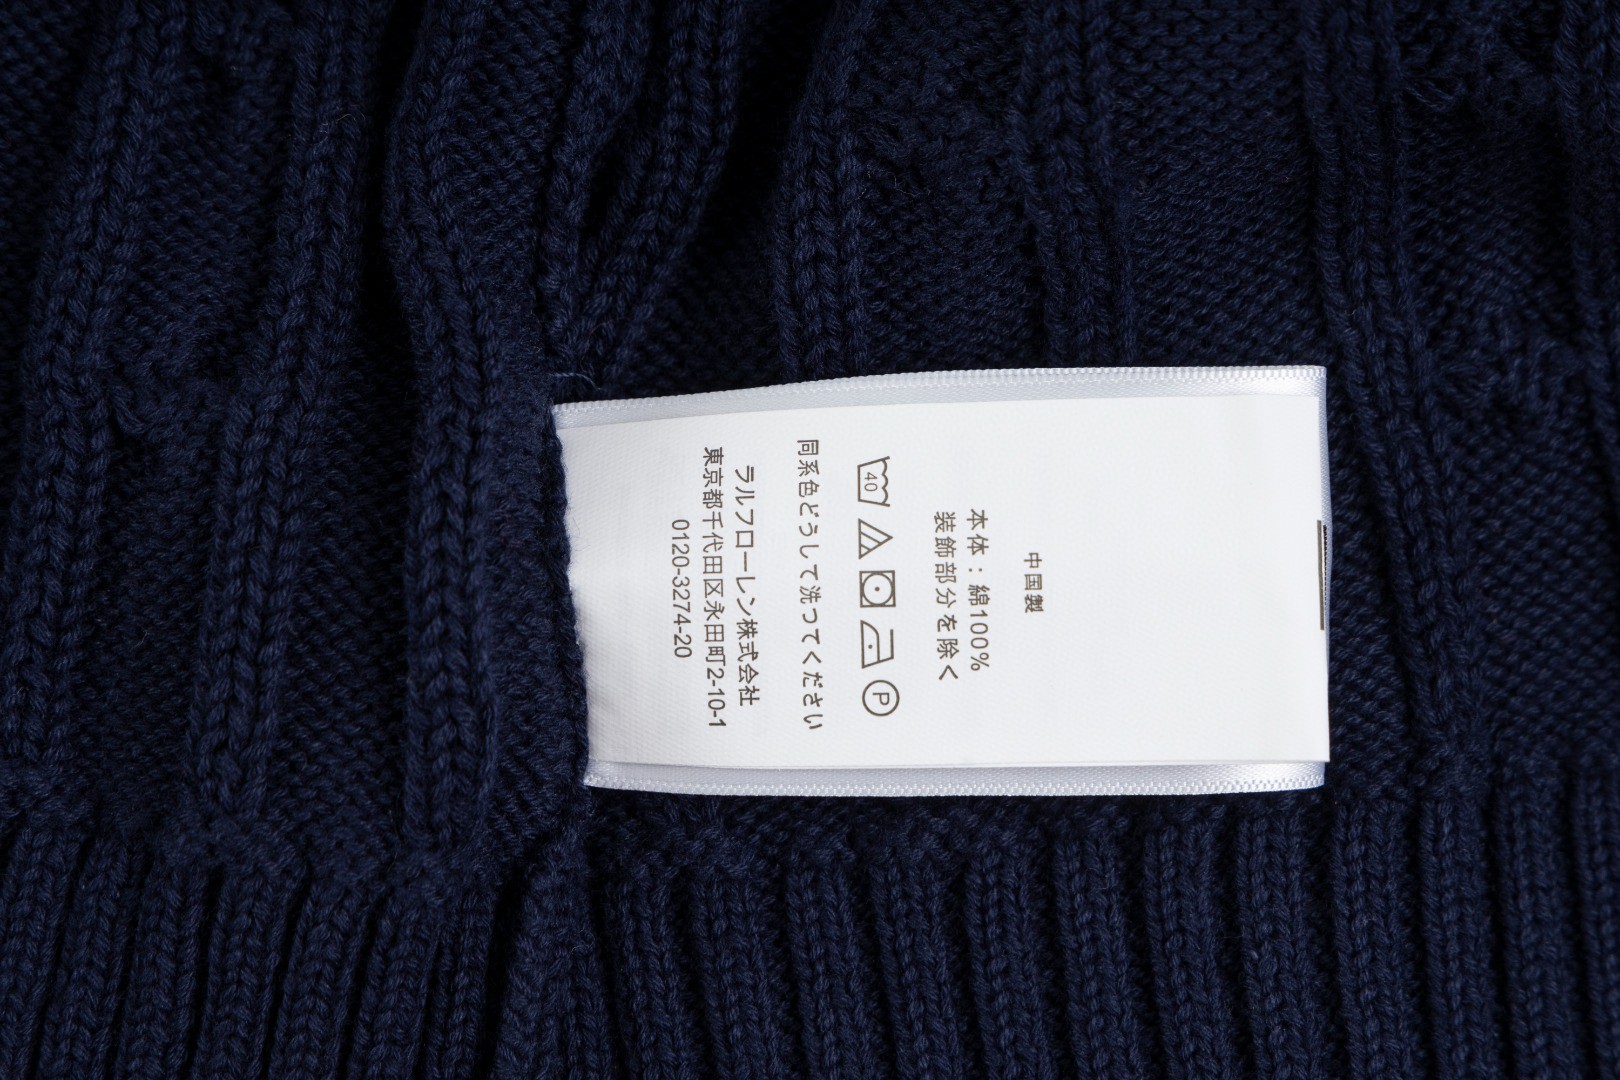 中国製
本体：綿100%
装飾部分を除く
40
P
同系色どうして洗ってください
ラルフローレン株式会社
東京都千代田区永田町2-10-1
0120-3274-20